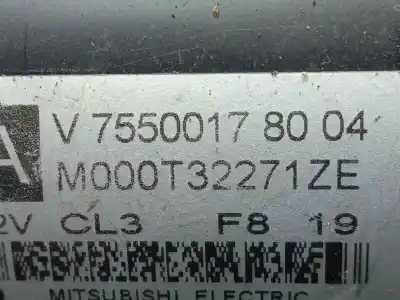 A
V 7550017 80 04
M000T32271ZE
2V CL3 F8 19
MITSUBISHI ELECTRIC